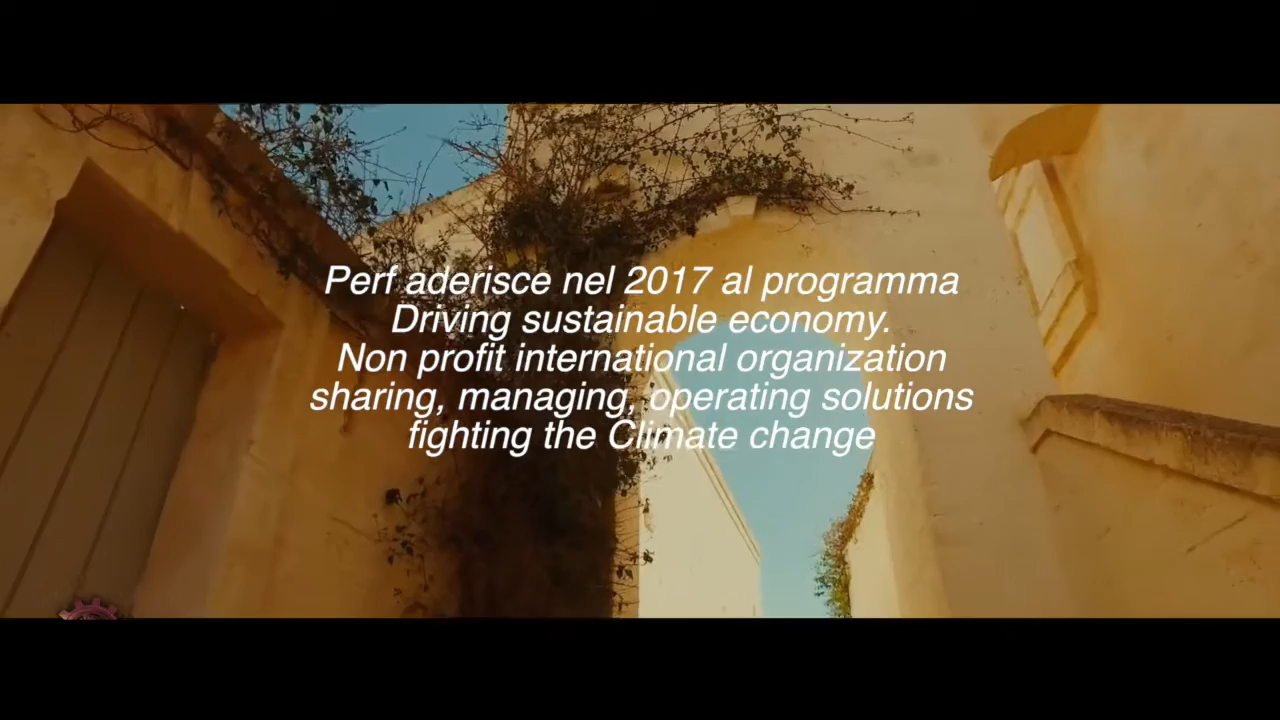 Perf aderisce nel 2017 al programma
Driving sustainable economy.
Non profit international organization
sharing, managing, operating solutions
fighting the Climate change